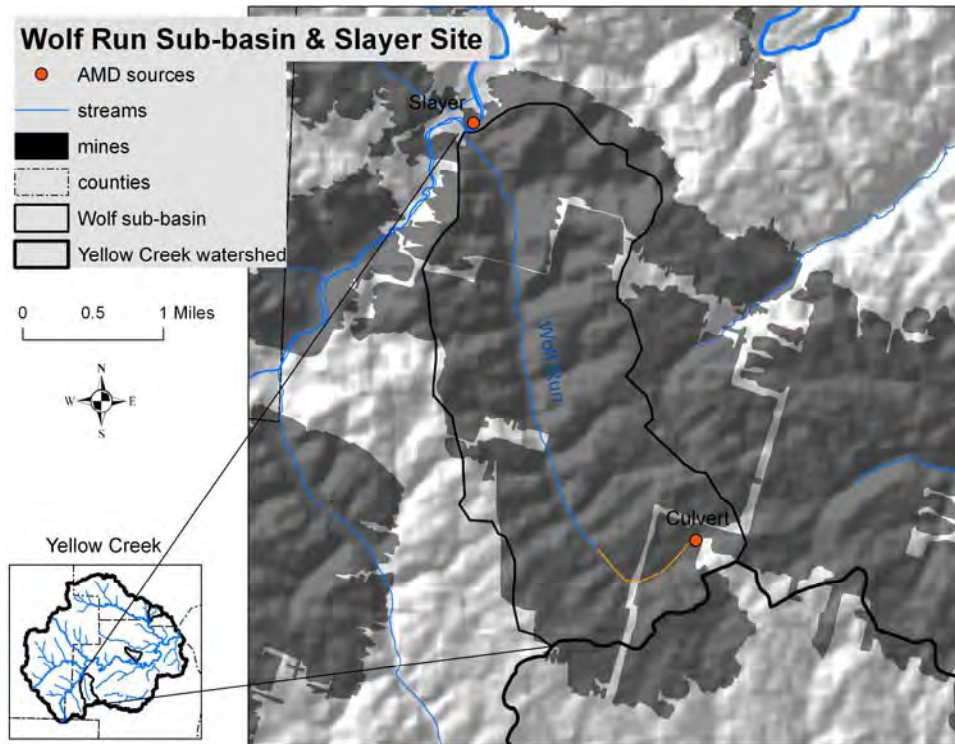 Wolf Run Sub-basin & Slayer Site
AMD sources
streams
mines
counties
Wolf sub-basin
Yellow Creek watershed
0 0.5 1 Miles
N
W E
S
Yellow Creek
Slayer
Wolf Run
Culvert